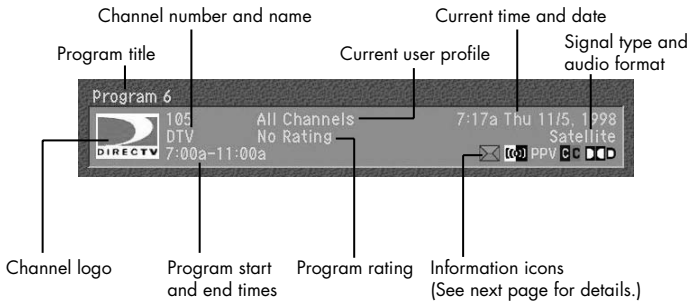 Channel number and name
Current time and date
Program title
Current user profile
Signal type and
audio format
Program 6
105
All Channels
7:17a Thu 11/5, 1998
DTV
No Rating
Satellite
DIRECTV
7:00a-11:00a
PPV CC
Channel logo
Program start
and end times
Program rating
Information icons
(See next page for details.)